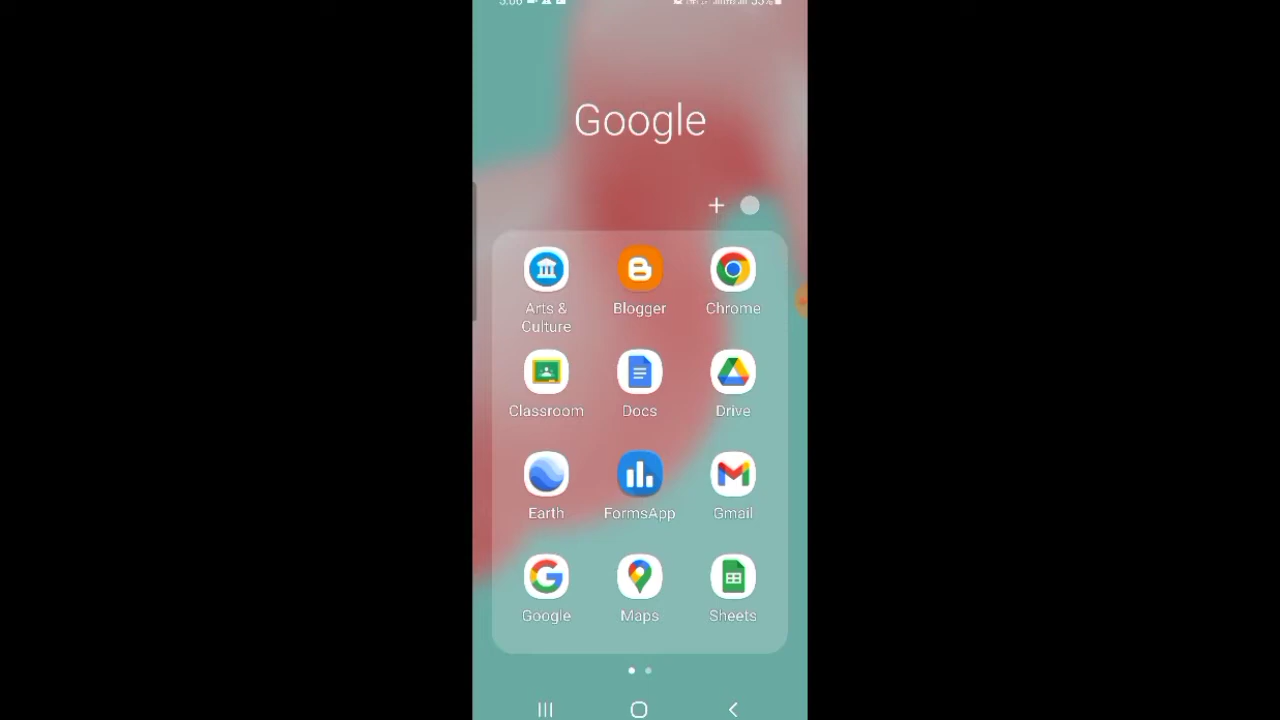 Google
Arts &
Culture
Blogger
Chrome
Classroom
Docs
Drive
Earth
FormsApp
Gmail
Google
Maps
Sheets